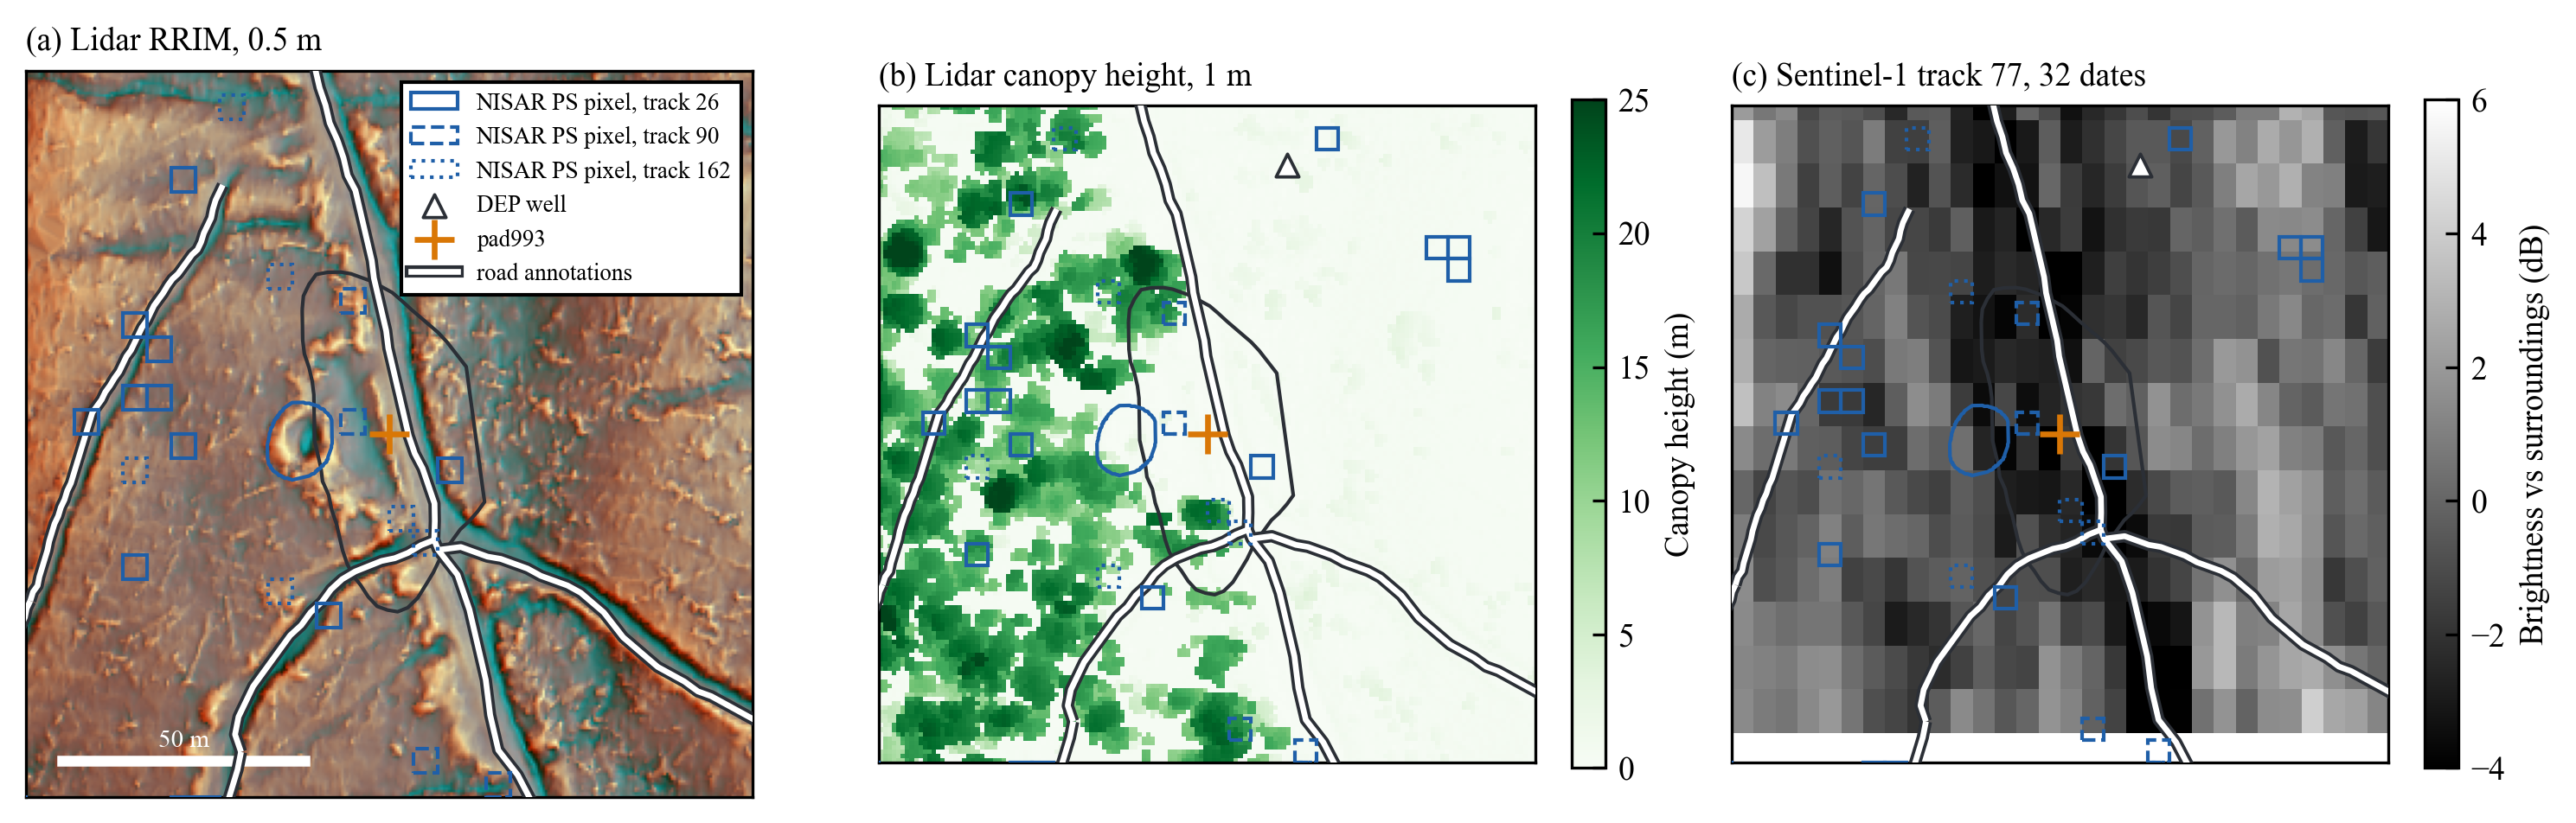 (a) Lidar RRIM, 0.5 m
NISAR PS pixel, track 26
NISAR PS pixel, track 90
NISAR PS pixel, track 162
DEP well
pad993
road annotations
50 m
(b) Lidar canopy height, 1 m
25
20
15
10
5
0
Canopy height (m)
(c) Sentinel-1 track 77, 32 dates
6
4
2
0
−2
−4
Brightness vs surroundings (dB)